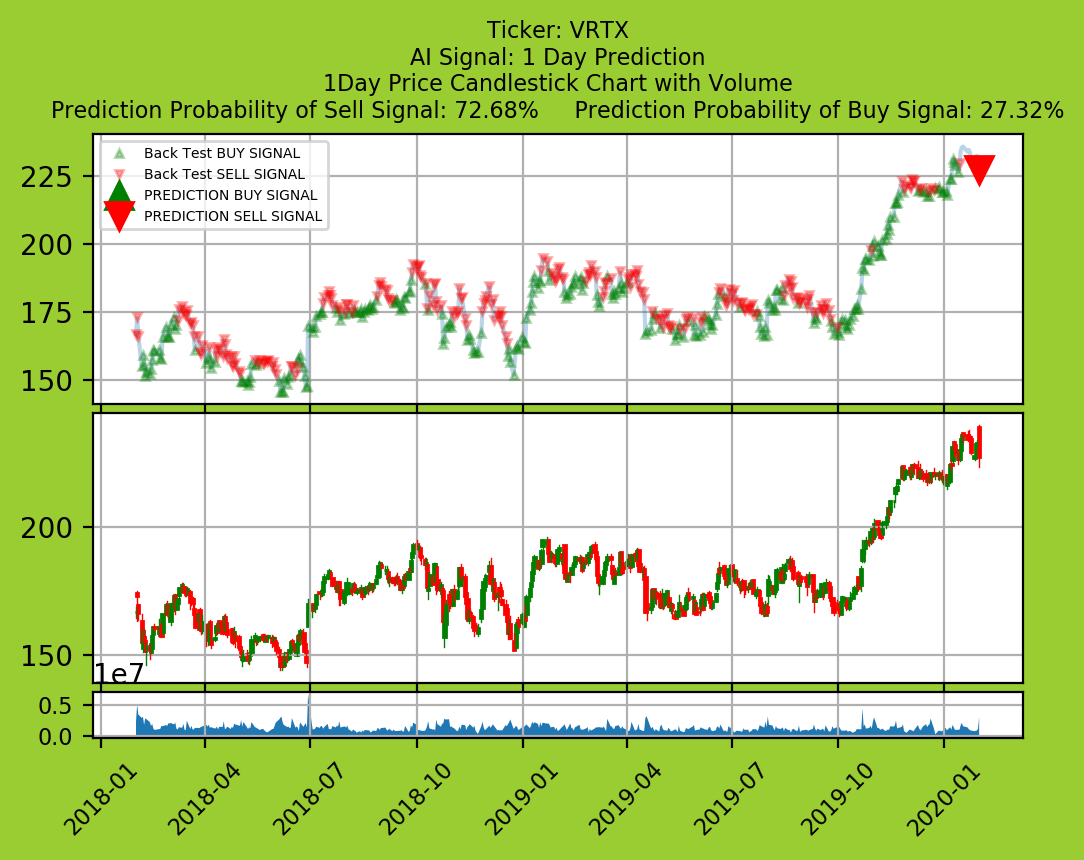 Ticker: VRTX
AI Signal: 1 Day Prediction
1Day Price Candlestick Chart with Volume
Prediction Probability of Sell Signal: 72.68%     Prediction Probability of Buy Signal: 27.32%
Back Test BUY SIGNAL
Back Test SELL SIGNAL
PREDICTION BUY SIGNAL
PREDICTION SELL SIGNAL
225
200
175
150
200
150
1e7
0.5
0.0
2018-01
2018-04
2018-07
2018-10
2019-01
2019-04
2019-07
2019-10
2020-01